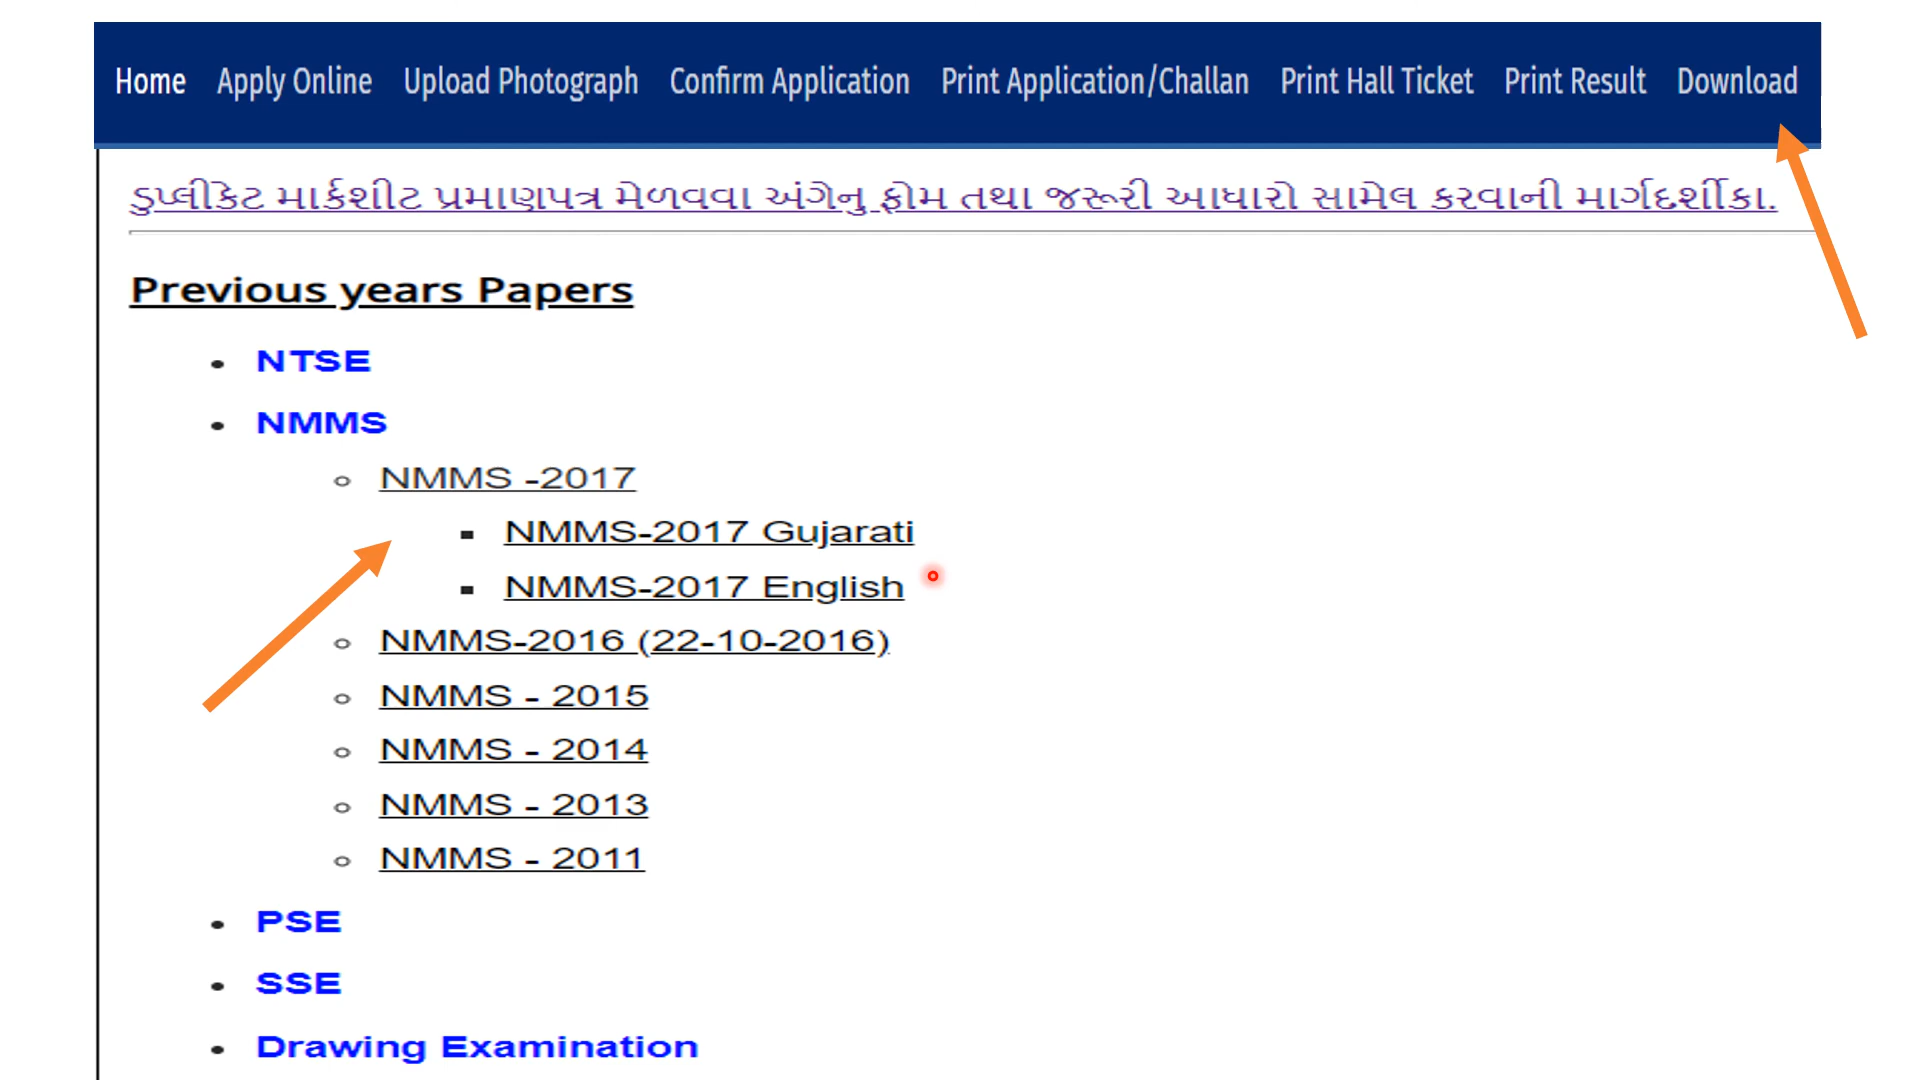 Home Apply Online Upload Photograph Confirm Application Print Application/Challan Print Hall Ticket Print Result Download
ડુપ્લીકેટ માર્કશીટ પ્રમાણપત્ર મેળવવા અંગેનુ ફોમ તથા જરૂરી આધારો સામેલ કરવાની માર્ગદર્શીકા.
Previous years Papers
NTSE
NMMS
NMMS -2017
NMMS-2017 Gujarati
NMMS-2017 English
NMMS-2016 (22-10-2016)
NMMS - 2015
NMMS - 2014
NMMS - 2013
NMMS - 2011
PSE
SSE
Drawing Examination